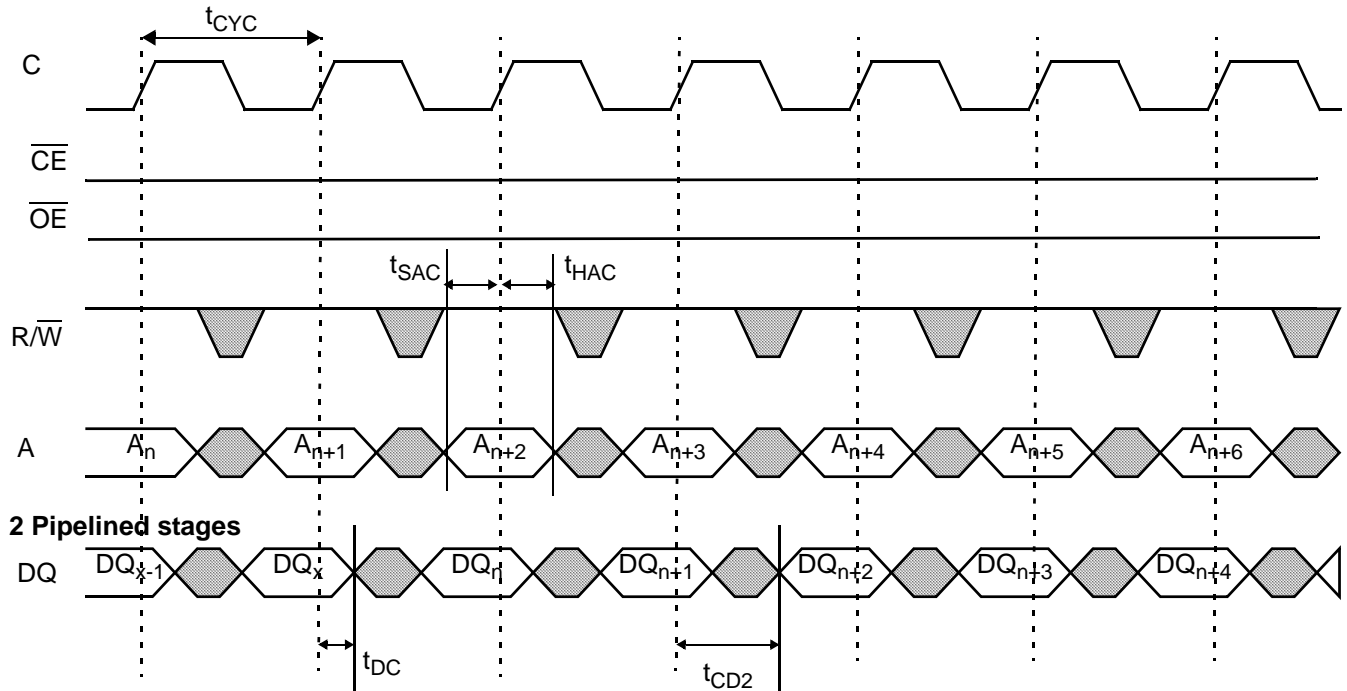 tCYC
C
CE
OE
tSAC tHAC
R/W
A An An+1 An+2 An+3 An+4 An+5 An+6
2 Pipelined stages
DQ DQx-1 DQx DQn DQn+1 DQn+2 DQn+3 DQn+4
tDC tCD2